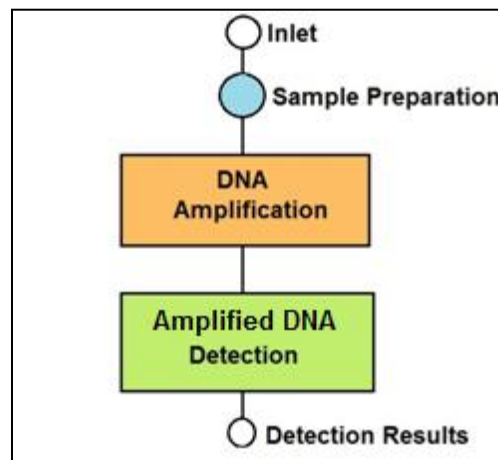 Inlet
Sample Preparation
DNA
Amplification
Amplified DNA
Detection
Detection Results